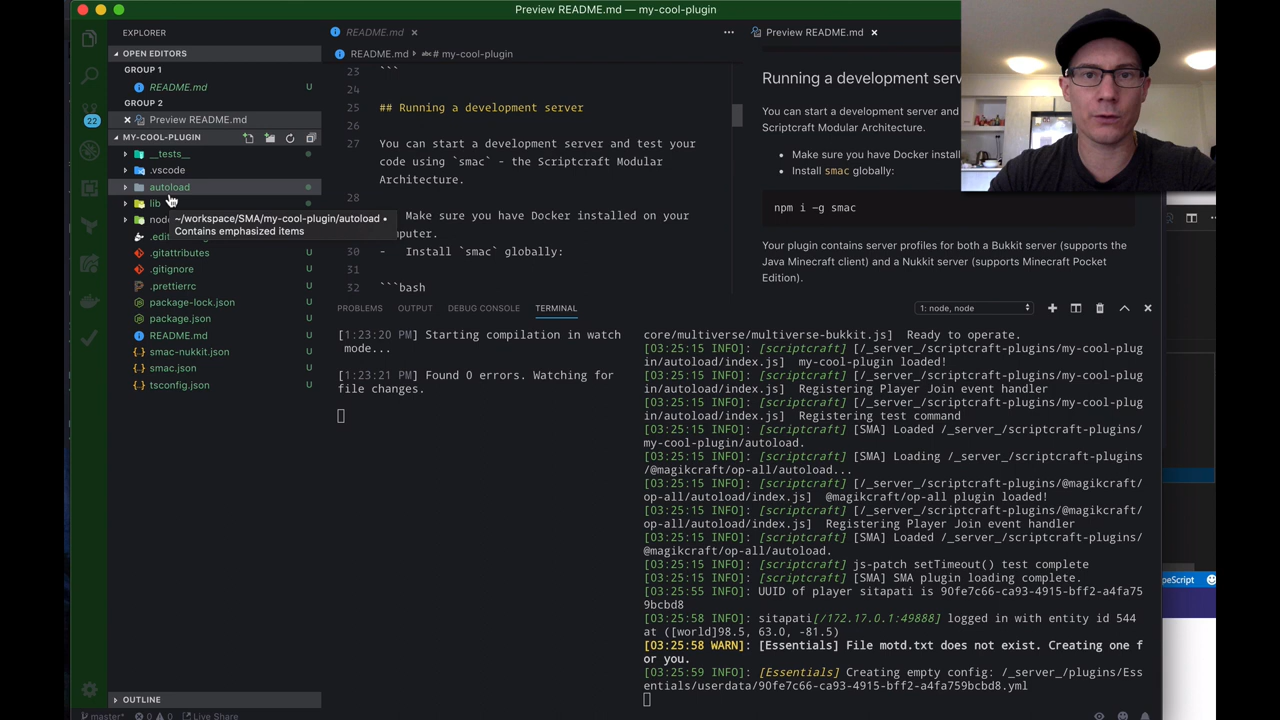 Preview README.md — my-cool-plugin
EXPLORER
OPEN EDITORS
GROUP 1
README.md U
GROUP 2
Preview README.md
MY-COOL-PLUGIN
__tests__
.vscode
autoload
lib
~/workspace/SMA/my-cool-plugin/autoload •
Contains emphasized items
.gitattributes U
.gitignore U
.prettierrc U
package-lock.json U
package.json U
README.md U
smac-nukkit.json U
smac.json U
tsconfig.json U
OUTLINE
22
master*
0 0 Live Share
README.md
README.md # my-cool-plugin
23 ```
24
25 ## Running a development server
26
27 You can start a development server and test your
code using `smac` - the Scriptcraft Modular
Architecture.
28
Make sure you have Docker installed on your
30 - Install `smac` globally:
31
32 ```bash
Preview README.md
Running a development serv
You can start a development server and
Scriptcraft Modular Architecture.
• Make sure you have Docker install
• Install smac globally:
npm i -g smac
Your plugin contains server profiles for both a Bukkit server (supports the
Java Minecraft client) and a Nukkit server (supports Minecraft Pocket
Edition).
PROBLEMS OUTPUT DEBUG CONSOLE TERMINAL
1: node, node
[1:23:20 PM] Starting compilation in watch
mode...
[1:23:21 PM] Found 0 errors. Watching for
file changes.
core/multiverse/multiverse-bukkit.js] Ready to operate.
[03:25:15 INFO]: [scriptcraft] [/_server_/scriptcraft-plugins/my-cool-plug
in/autoload/index.js] my-cool-plugin loaded!
[03:25:15 INFO]: [scriptcraft] [/_server_/scriptcraft-plugins/my-cool-plug
in/autoload/index.js] Registering Player Join event handler
[03:25:15 INFO]: [scriptcraft] [/_server_/scriptcraft-plugins/my-cool-plug
in/autoload/index.js] Registering test command
[03:25:15 INFO]: [scriptcraft] [SMA] Loaded /_server_/scriptcraft-plugins/
my-cool-plugin/autoload.
[03:25:15 INFO]: [scriptcraft] [SMA] Loading /_server_/scriptcraft-plugins
/@magikcraft/op-all/autoload...
[03:25:15 INFO]: [scriptcraft] [/_server_/scriptcraft-plugins/@magikcraft/
op-all/autoload/index.js] @magikcraft/op-all plugin loaded!
[03:25:15 INFO]: [scriptcraft] [/_server_/scriptcraft-plugins/@magikcraft/
op-all/autoload/index.js] Registering Player Join event handler
[03:25:15 INFO]: [scriptcraft] [SMA] Loaded /_server_/scriptcraft-plugins/
@magikcraft/op-all/autoload.
[03:25:15 INFO]: [scriptcraft] js-patch setTimeout() test complete
[03:25:15 INFO]: [scriptcraft] [SMA] SMA plugin loading complete.
[03:25:55 INFO]: UUID of player sitapati is 90fe7c66-ca93-4915-bff2-a4fa75
9bcbd8
[03:25:58 INFO]: sitapati[/172.17.0.1:49888] logged in with entity id 544
at ([world]98.5, 63.0, -81.5)
[03:25:58 WARN]: [Essentials] File motd.txt does not exist. Creating one f
or you.
[03:25:59 INFO]: [Essentials] Creating empty config: /_server_/plugins/Ess
entials/userdata/90fe7c66-ca93-4915-bff2-a4fa759bcbd8.yml
peScript